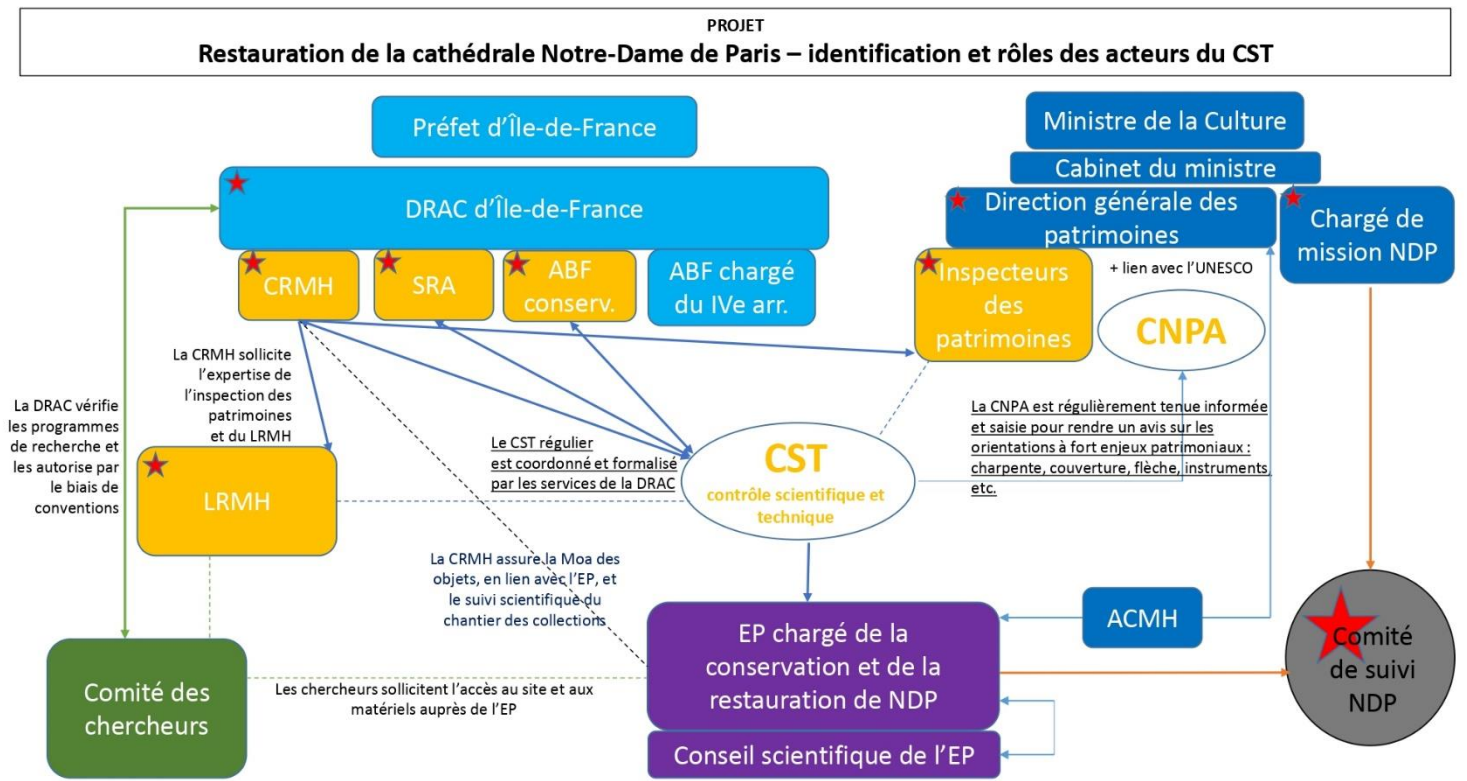 PROJET
Restauration de la cathédrale Notre-Dame de Paris – identification et rôles des acteurs du CST
Préfet d'Île-de-France
Ministre de la Culture
Cabinet du ministre
DRAC d'Île-de-France
Direction générale des
patrimoines
Chargé de
mission NDP
CRMH
SRA
ABF
conserv.
ABF chargé
du IVe arr.
Inspecteurs
des
patrimoines
+ lien avec l'UNESCO
CNPA
La CRMH sollicite
l'expertise de
l'inspection des
patrimoines
et du LRMH
La DRAC vérifie
les programmes
de recherche et
les autorise par
le biais de
conventions
LRMH
Le CST régulier
est coordonné et formalisé
par les services de la DRAC
CST
contrôle scientifique et
technique
La CNPA est régulièrement tenue informée
et saisie pour rendre un avis sur les
orientations à fort enjeux patrimoniaux :
charpente, couverture, flèche, instruments,
etc.
La CRMH assure la Moa des
objets, en lien avec l'EP, et
le suivi scientifique du
chantier des collections
Comité des
chercheurs
Les chercheurs sollicitent l'accès au site et aux
matériels auprès de l'EP
EP chargé de la
conservation et de la
restauration de NDP
Conseil scientifique de l'EP
ACMH
Comité
de suivi
NDP